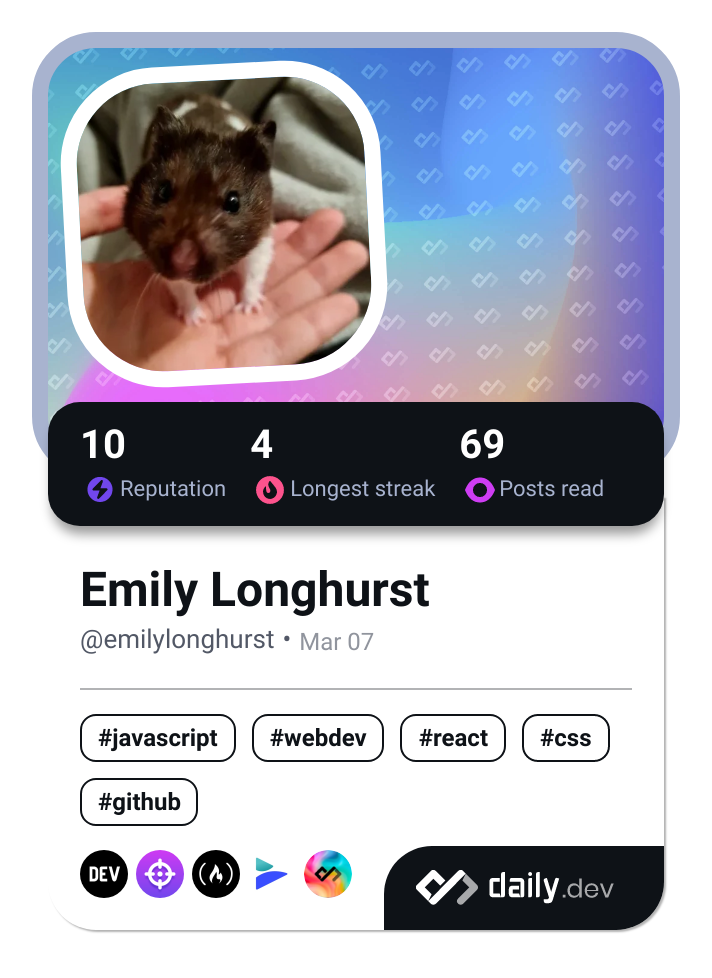 10 4 69
Reputation Longest streak Posts read
Emily Longhurst
@emilylonghurst • Mar 07
#javascript #webdev #react #css
#github
DEV daily.dev